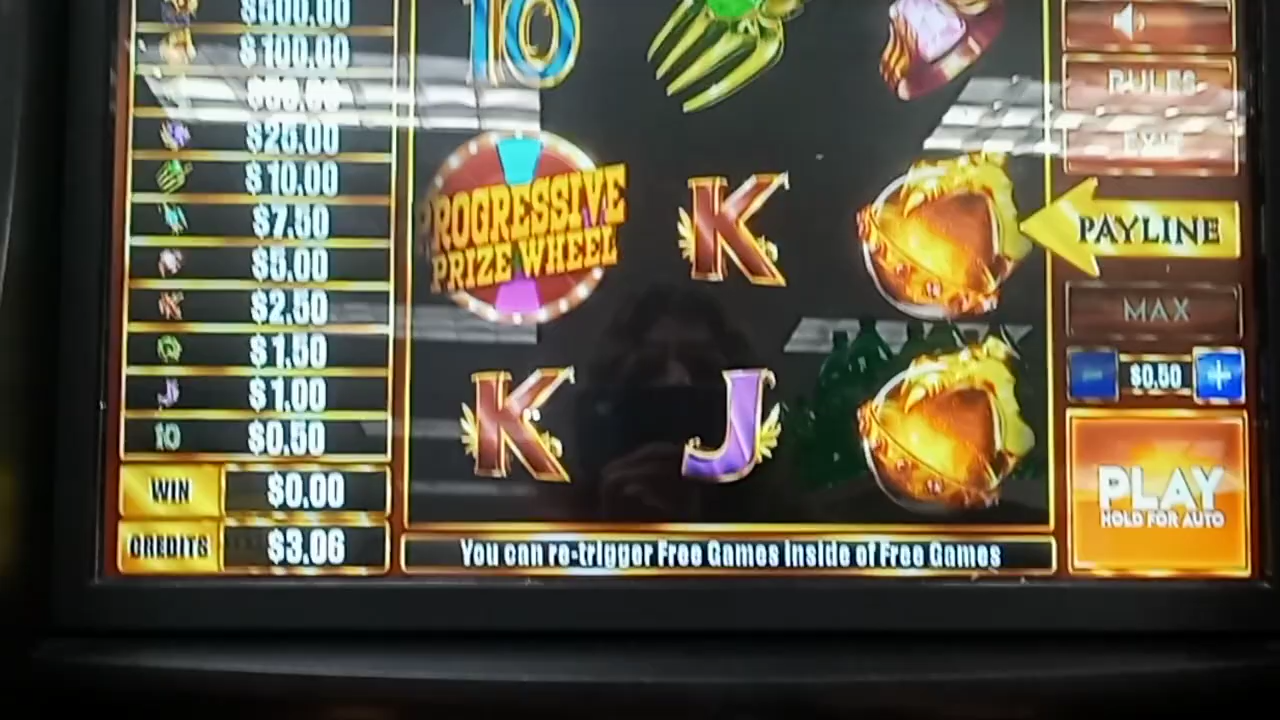 $500.00
10
$100.00
RULES
$25.00
EXIT
$10.00
$7.50
PROGRESSIVE
PRIZE WHEEL
K
PAYLINE
$5.00
$2.50
MAX
$1.50
- $0.50 +
$1.00
K
J
10 $0.50
WIN $0.00
PLAY
HOLD FOR AUTO
CREDITS $3.06
You can re-trigger Free Games Inside of Free Games